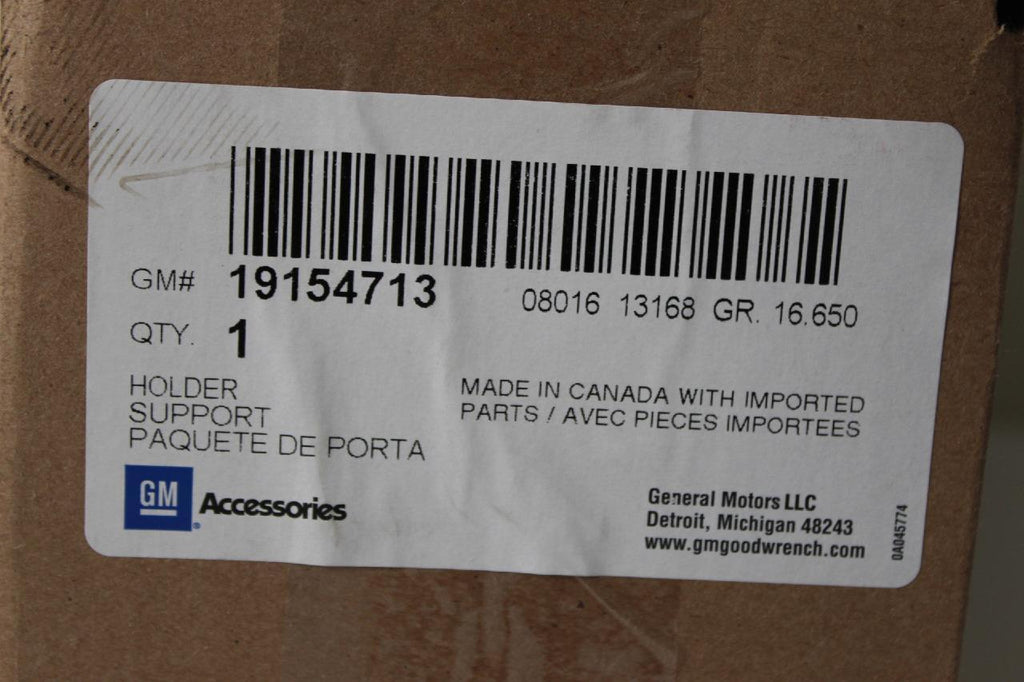 GM# 19154713 08016 13168 GR. 16.650
QTY. 1
HOLDER
SUPPORT
PAQUETE DE PORTA
MADE IN CANADA WITH IMPORTED
PARTS / AVEC PIECES IMPORTEES
GM Accessories
General Motors LLC
Detroit, Michigan 48243
www.gmgoodwrench.com
0A045774